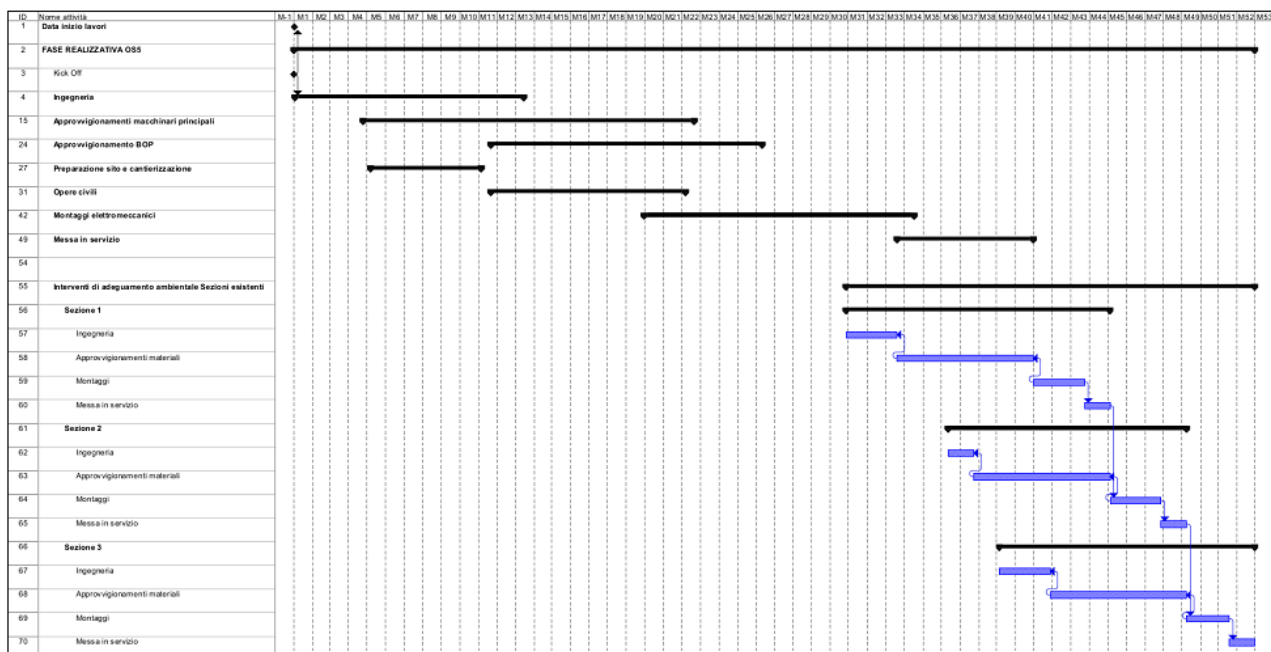 ID Nome attività M-1 M1 M2 M3 M4 M5 M6 M7 M8 M9 M10 M11 M12 M13 M14 M15 M16 M17 M18 M19 M20 M21 M22 M23 M24 M25 M26 M27 M28 M29 M30 M31 M32 M33 M34 M35 M36 M37 M38 M39 M40 M41 M42 M43 M44 M45 M46 M47 M48 M49 M50 M51 M52 M53
1 Data inizio lavori
2 FASE REALIZZATIVA OS5
3 Kick Off
4 Ingegneria
15 Approvvigionamenti macchinari principali
24 Approvvigionamento BOP
27 Preparazione sito e cantierizzazione
31 Opere civili
42 Montaggi elettromeccanici
49 Messa in servizio
54
55 Interventi di adeguamento ambientale Sezioni esistenti
56 Sezione 1
57 Ingegneria
58 Approvvigionamenti materiali
59 Montaggi
60 Messa in servizio
61 Sezione 2
62 Ingegneria
63 Approvvigionamenti materiali
64 Montaggi
65 Messa in servizio
66 Sezione 3
67 Ingegneria
68 Approvvigionamenti materiali
69 Montaggi
70 Messa in servizio